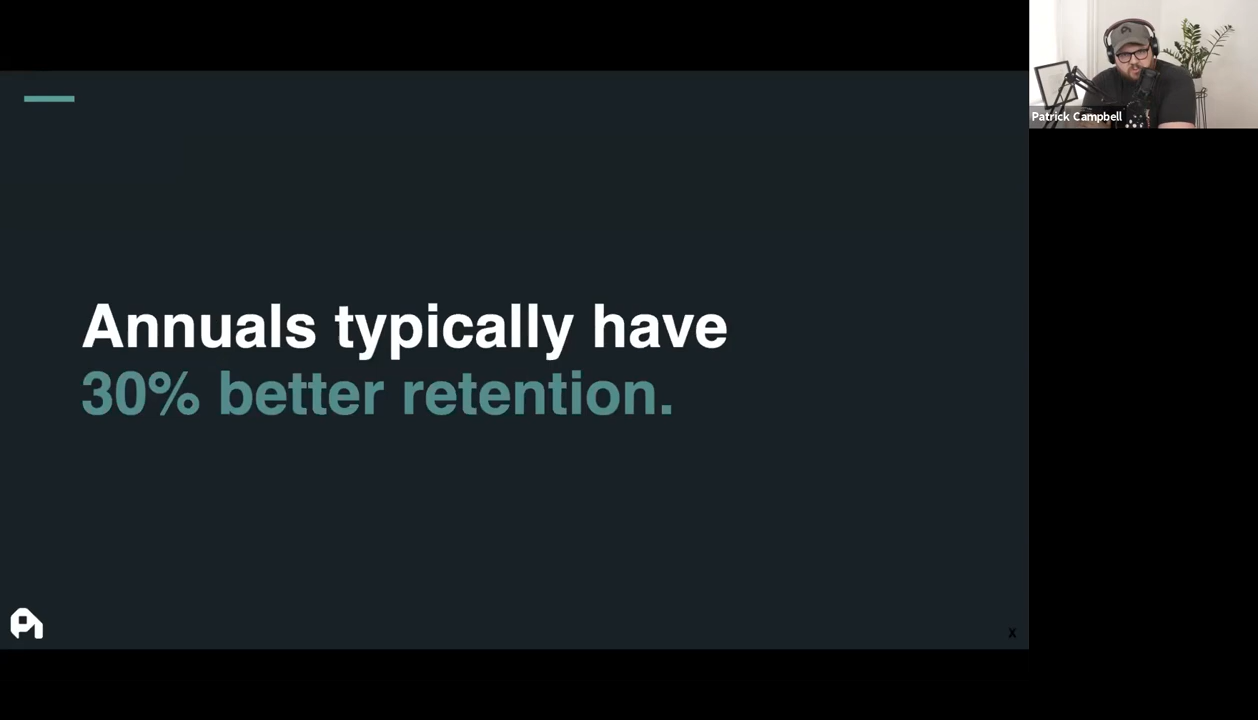 Patrick Campbell
Annuals typically have
30% better retention.
X